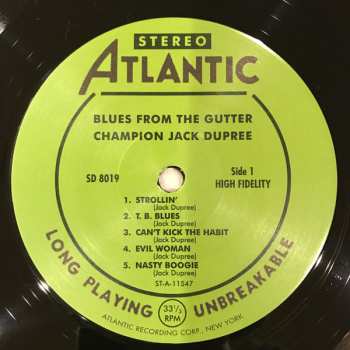 STEREO
ATLANTIC
BLUES FROM THE GUTTER
CHAMPION JACK DUPREE
SD 8019
Side 1
HIGH FIDELITY
1. STROLLIN'
(Jack Dupree)
2. T. B. BLUES
(Jack Dupree)
3. CAN'T KICK THE HABIT
(Jack Dupree)
4. EVIL WOMAN
(Jack Dupree)
5. NASTY BOOGIE
(Jack Dupree)
ST-A-11547
LONG PLAYING
33⅓
RPM
UNBREAKABLE
ATLANTIC RECORDING CORP., NEW YORK